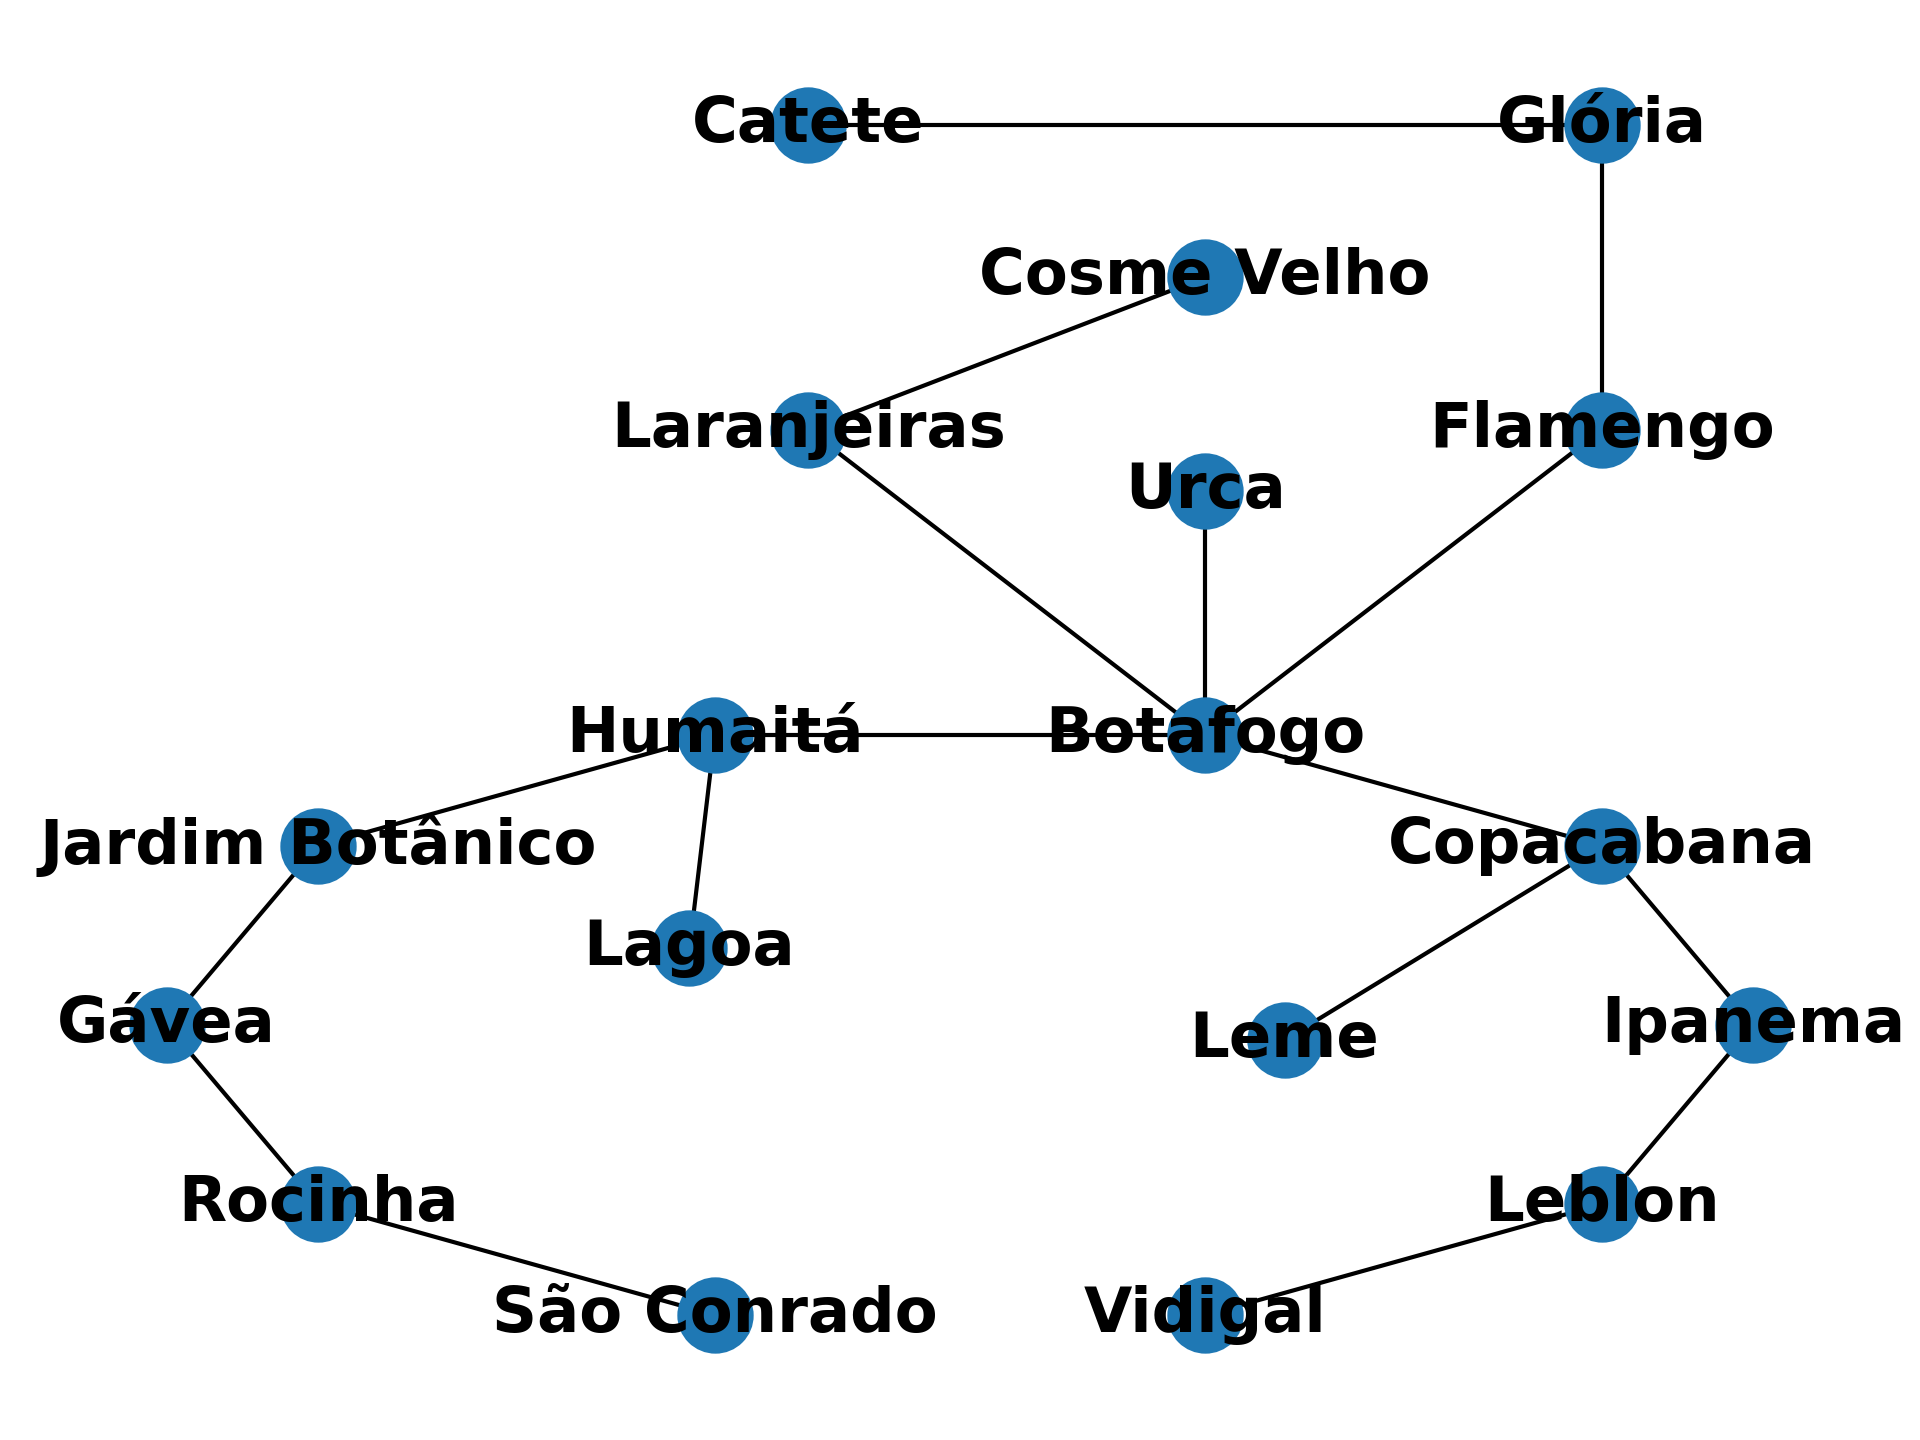 Catete
Glória
Cosme Velho
Laranjeiras
Flamengo
Urca
Humaitá
Botafogo
Jardim Botânico
Copacabana
Lagoa
Gávea
Ipanema
Leme
Rocinha
Leblon
São Conrado
Vidigal